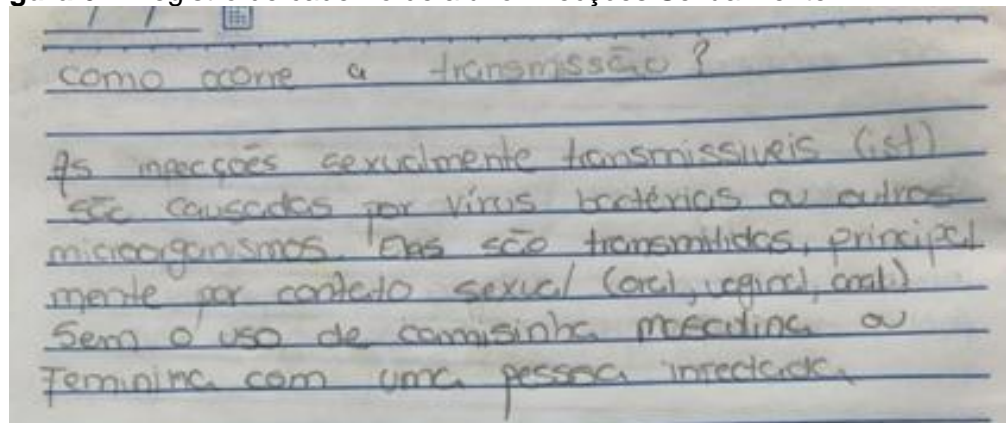 como ocorre a transmissão?
As infecções sexualmente transmissiveis (ist)
são causadas por vírus bactérias ou outros
microorganismos. Elas são transmitidas, principal
mente por contato sexual (oral, vaginal, anal.)
Sem o uso de camisinha masculina ou
Feminina com uma pessoa infectada.